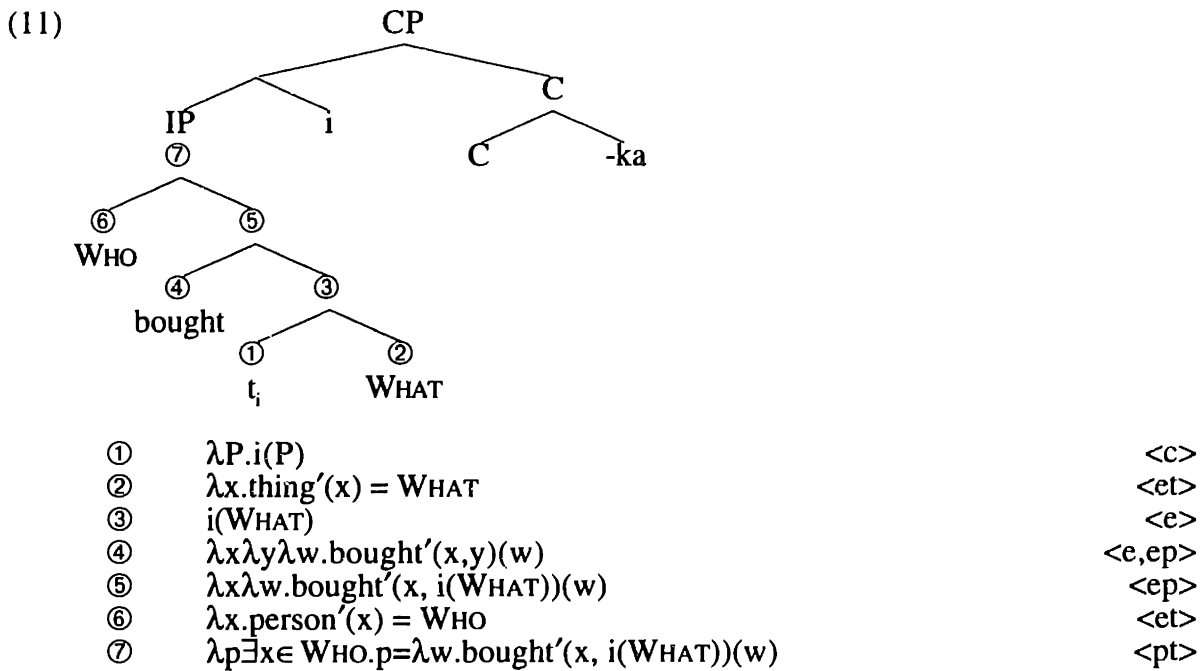 (11) CP
C
IP i
⑦ C -ka
⑥ ⑤
WHO
④ ③
bought
① ②
tᵢ WHAT
① λP.i(P) <c>
② λx.thing′(x) = WHAT <et>
③ i(WHAT) <e>
④ λxλyλw.bought′(x,y)(w) <e,ep>
⑤ λxλw.bought′(x, i(WHAT))(w) <ep>
⑥ λx.person′(x) = WHO <et>
⑦ λp∃x∈ WHO.p=λw.bought′(x, i(WHAT))(w) <pt>